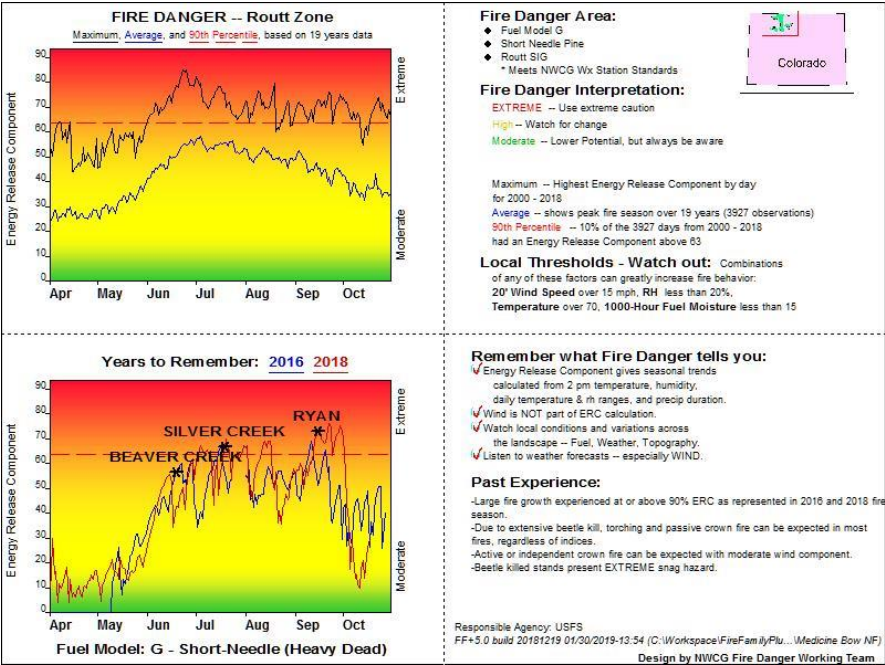 FIRE DANGER -- Routt Zone
Maximum, Average, and 90th Percentile, based on 19 years data
Energy Release Component
90
80
70
60
50
40
30
20
10
0
Extreme
Moderate
Apr May Jun Jul Aug Sep Oct
Fire Danger Area:
Fuel Model G
Short Needle Pine
Routt SIG
* Meets NWCG Wx Station Standards
Colorado
Fire Danger Interpretation:
EXTREME -- Use extreme caution
High -- Watch for change
Moderate -- Lower Potential, but always be aware
Maximum -- Highest Energy Release Component by day
for 2000 - 2018
Average -- shows peak fire season over 19 years (3927 observations)
90th Percentile -- 10% of the 3927 days from 2000 - 2018
had an Energy Release Component above 63
Local Thresholds - Watch out: Combinations
of any of these factors can greatly increase fire behavior:
20' Wind Speed over 15 mph, RH less than 20%,
Temperature over 70, 1000-Hour Fuel Moisture less than 15
Years to Remember: 2016 2018
Energy Release Component
90
80
70
60
50
40
30
20
10
0
Extreme
Moderate
RYAN
SILVER CREEK
BEAVER CREEK
Apr May Jun Jul Aug Sep Oct
Fuel Model: G - Short-Needle (Heavy Dead)
Remember what Fire Danger tells you:
Energy Release Component gives seasonal trends
calculated from 2 pm temperature, humidity,
daily temperature & rh ranges, and precip duration.
Wind is NOT part of ERC calculation.
Watch local conditions and variations across
the landscape -- Fuel, Weather, Topography.
Listen to weather forecasts -- especially WIND.
Past Experience:
-Large fire growth experienced at or above 90% ERC as represented in 2016 and 2018 fire
season.
-Due to extensive beetle kill, torching and passive crown fire can be expected in most
fires, regardless of indices.
-Active or independent crown fire can be expected with moderate wind component.
-Beetle killed stands present EXTREME snag hazard.
Responsible Agency: USFS
FF+5.0 build 20181219 01/30/2019-13:54 (C:\Workspace\FireFamilyPlu...\Medicine Bow NF)
Design by NWCG Fire Danger Working Team